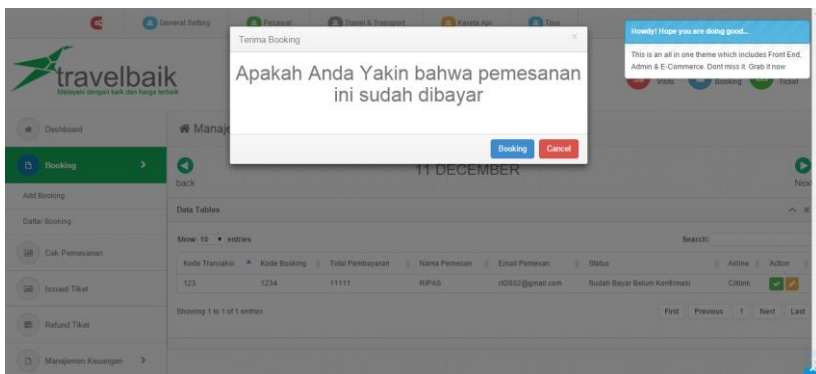 General Setting
Pesawat
Travel & Transport
Kereta Api
Tour
Howdy! Hope you are doing good...
This is an all in one theme which includes Front End,
Admin & E-Commerce. Dont miss it. Grab it now
Terima Booking
×
Apakah Anda Yakin bahwa pemesanan
ini sudah dibayar
Booking
Cancel
travelbaik
Melayani dengan baik dan harga terbaik
Visits
Booking
Ticket
Dashboard
Booking
Add Booking
Daftar Booking
Cek Pemesanan
Issued Tiket
Refund Tiket
Manajemen Keuangan
Manaje
back
11 DECEMBER
Next
Data Tables
Show 10 entries
Search:
Kode Transaksi Kode Booking Total Pembayaran Nama Pemesan Email Pemesan Status Airline Action
123 1234 11111 RIPAS Sudah Bayar Belum Konfirmasi Citilink
Showing 1 to 1 of 1 entries
First Previous 1 Next Last